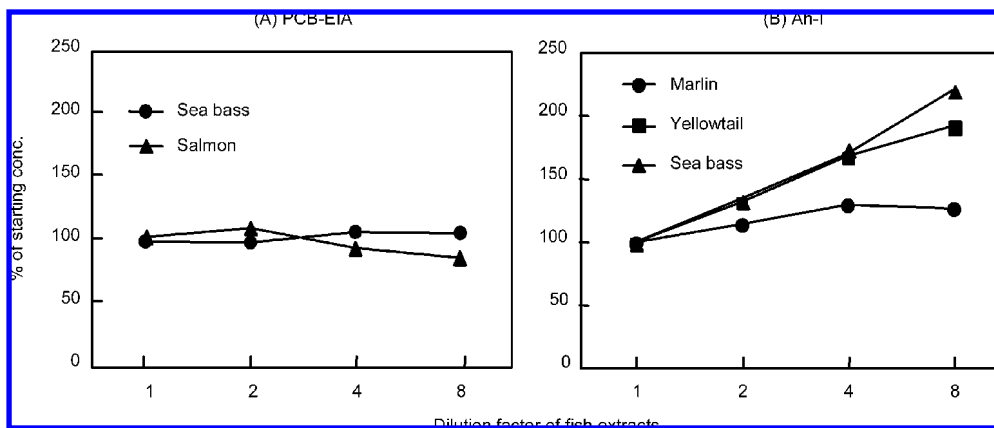 (A) PCB-EIA
250
200
150
100
50
0
% of starting conc.
Sea bass
Salmon
1 2 4 8
(B) Ah-I
250
200
150
100
50
0
Marlin
Yellowtail
Sea bass
1 2 4 8
Dilution factor of fish extracts